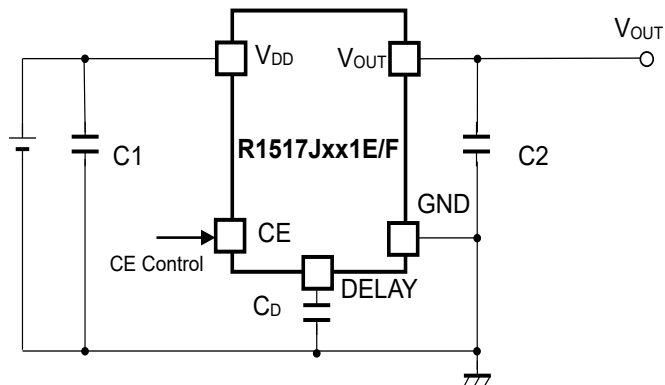 VOUT
VDD
VOUT
R1517Jxx1E/F
C1
C2
GND
CE
CE Control
DELAY
CD